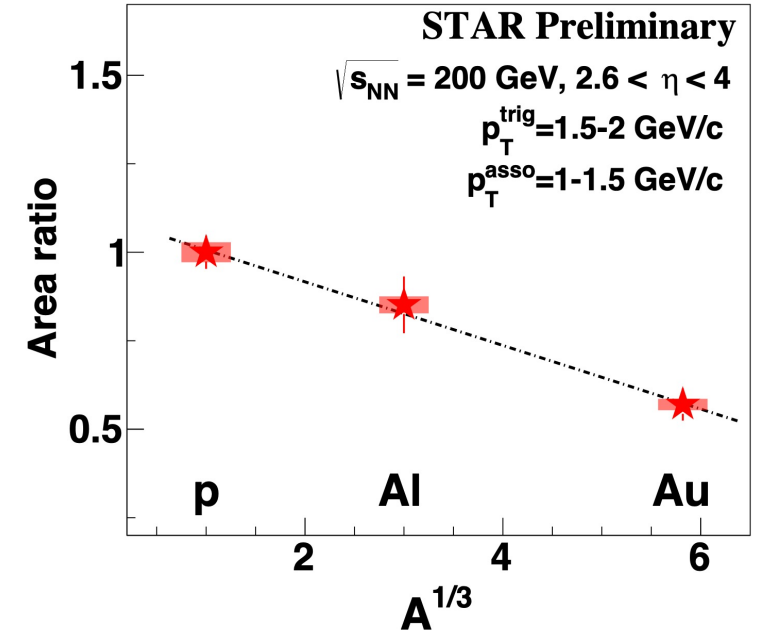 STAR Preliminary
√sNN = 200 GeV, 2.6 < η < 4
pTtrig=1.5-2 GeV/c
pTasso=1-1.5 GeV/c
1.5
1
0.5
Area ratio
p Al Au
2 4 6
A1/3